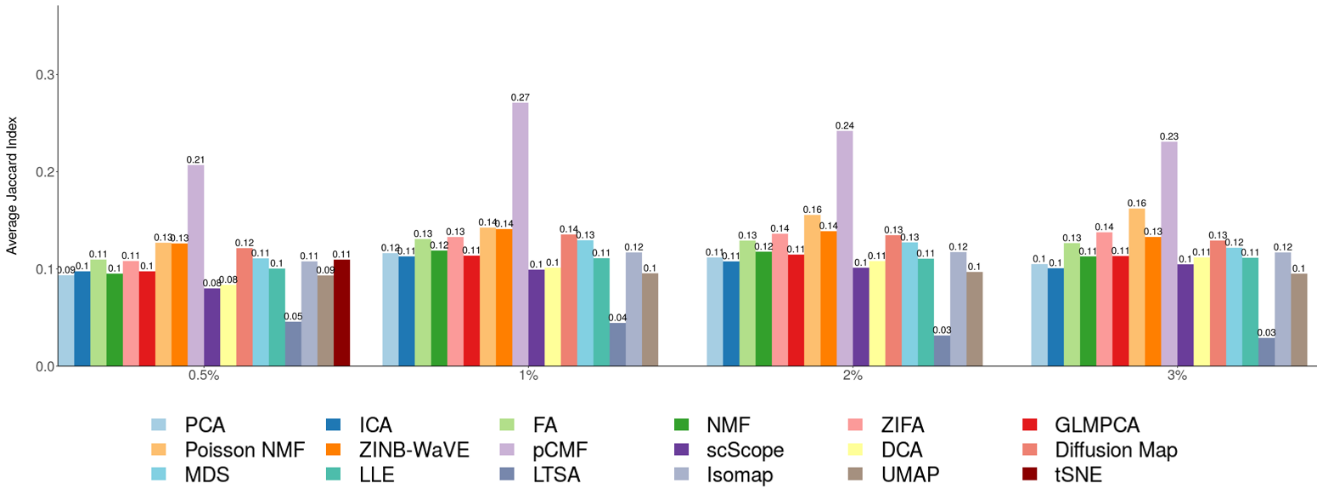 Average Jaccard Index
0.3
0.2
0.1
0.0
0.09 0.1 0.11 0.1 0.11 0.1 0.13 0.13 0.21 0.08 0.08 0.12 0.11 0.1 0.05 0.11 0.09 0.11
0.12 0.11 0.13 0.12 0.13 0.11 0.14 0.14 0.27 0.1 0.1 0.14 0.13 0.11 0.04 0.12 0.1
0.11 0.11 0.13 0.12 0.14 0.11 0.16 0.14 0.24 0.1 0.11 0.13 0.13 0.11 0.03 0.12 0.1
0.1 0.1 0.13 0.11 0.14 0.11 0.16 0.13 0.23 0.1 0.11 0.13 0.12 0.11 0.03 0.12 0.1
0.5% 1% 2% 3%
PCA ICA FA NMF ZIFA GLMPCA
Poisson NMF ZINB-WaVE pCMF scScope DCA Diffusion Map
MDS LLE LTSA Isomap UMAP tSNE